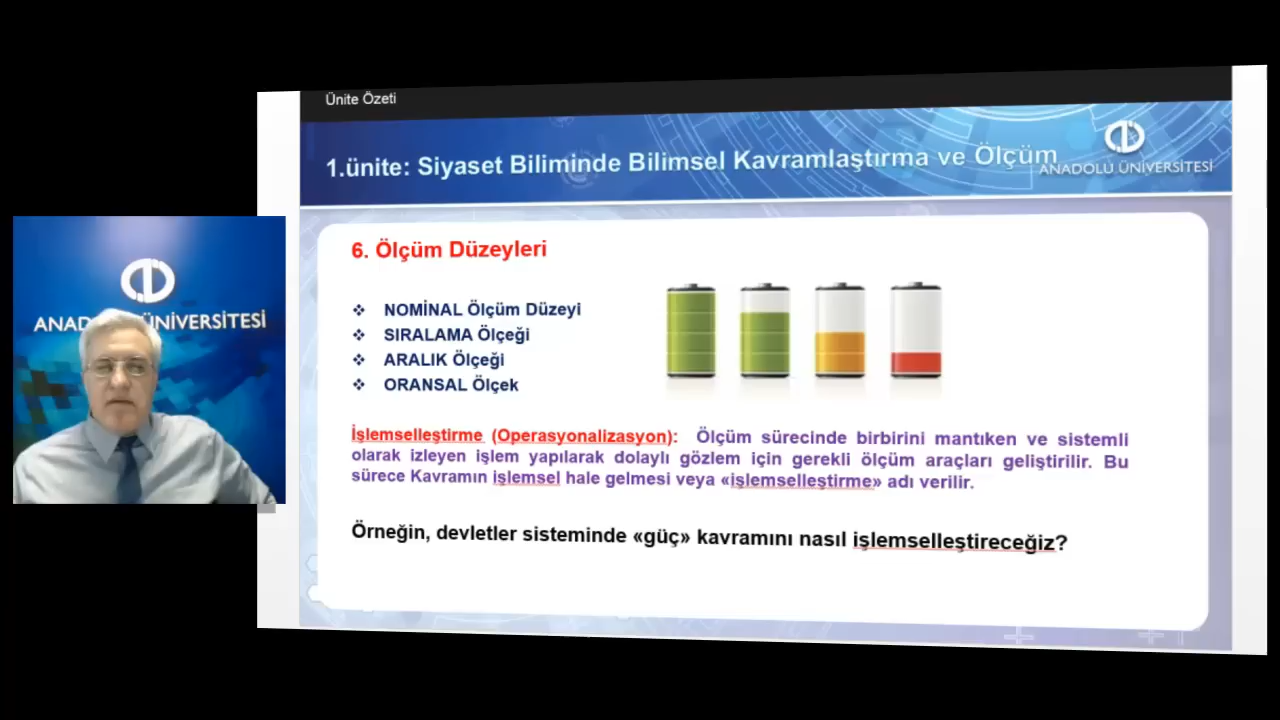 Ünite Özeti
1.ünite: Siyaset Biliminde Bilimsel Kavramlaştırma ve Ölçüm
ANADOLU ÜNİVERSİTESİ
6. Ölçüm Düzeyleri
❖ NOMİNAL Ölçüm Düzeyi
❖ SIRALAMA Ölçeği
❖ ARALIK Ölçeği
❖ ORANSAL Ölçek
İşlemselleştirme (Operasyonalizasyon): Ölçüm sürecinde birbirini mantıken ve sistemli
olarak izleyen işlem yapılarak dolaylı gözlem için gerekli ölçüm araçları geliştirilir. Bu
sürece Kavramın işlemsel hale gelmesi veya «işlemselleştirme» adı verilir.
Örneğin, devletler sisteminde «güç» kavramını nasıl işlemselleştireceğiz?
ANADOLU ÜNİVERSİTESİ